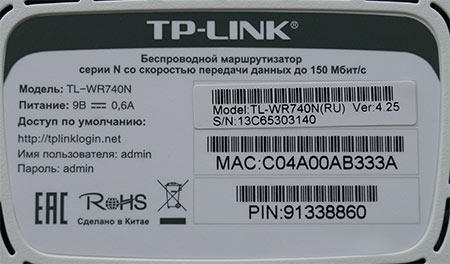 TP-LINK®
Беспроводной маршрутизатор
серии N со скоростью передачи данных до 150 Мбит/с
Модель: TL-WR740N
Питание: 9В 0,6А
Доступ по умолчанию:
http://tplinklogin.net
Имя пользователя: admin
Пароль: admin
Model:TL-WR740N(RU) Ver:4.25
S/N:13C65303140
MAC:C04A00AB333A
PIN:91338860
EAC RoHS
Сделано в Китае